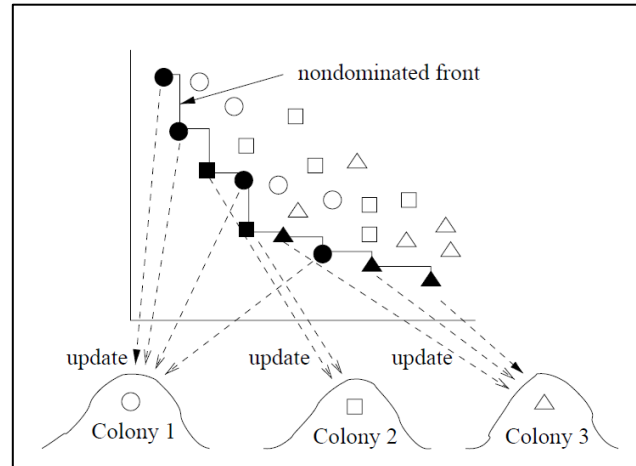 nondominated front
update
update
update
Colony 1
Colony 2
Colony 3